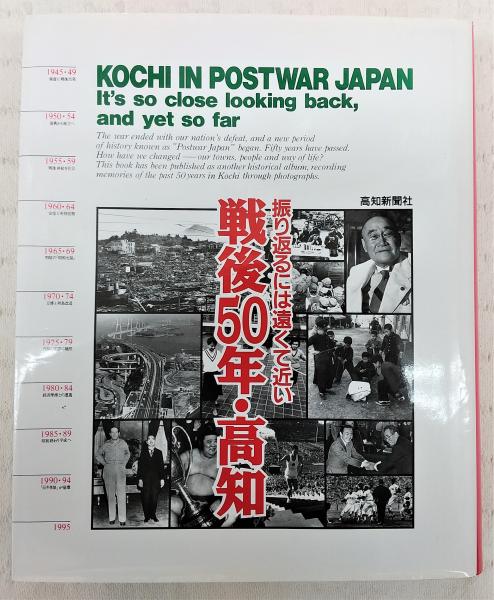 KOCHI IN POSTWAR JAPAN
It's so close looking back,
and yet so far
The war ended with our nation's defeat, and a new period
of history known as "Postwar Japan" began. Fifty years have passed.
How have we changed — our towns, people and way of life?
This book has been published as another historical album, recording
memories of the past 50 years in Kochi through photographs.
高知新聞社
振り返るには遠くて近い
戦後50年・高知
1945・49
1950・54
1955・59
1960・64
1965・69
1970・74
1975・79
1980・84
1985・89
1990・94
1995